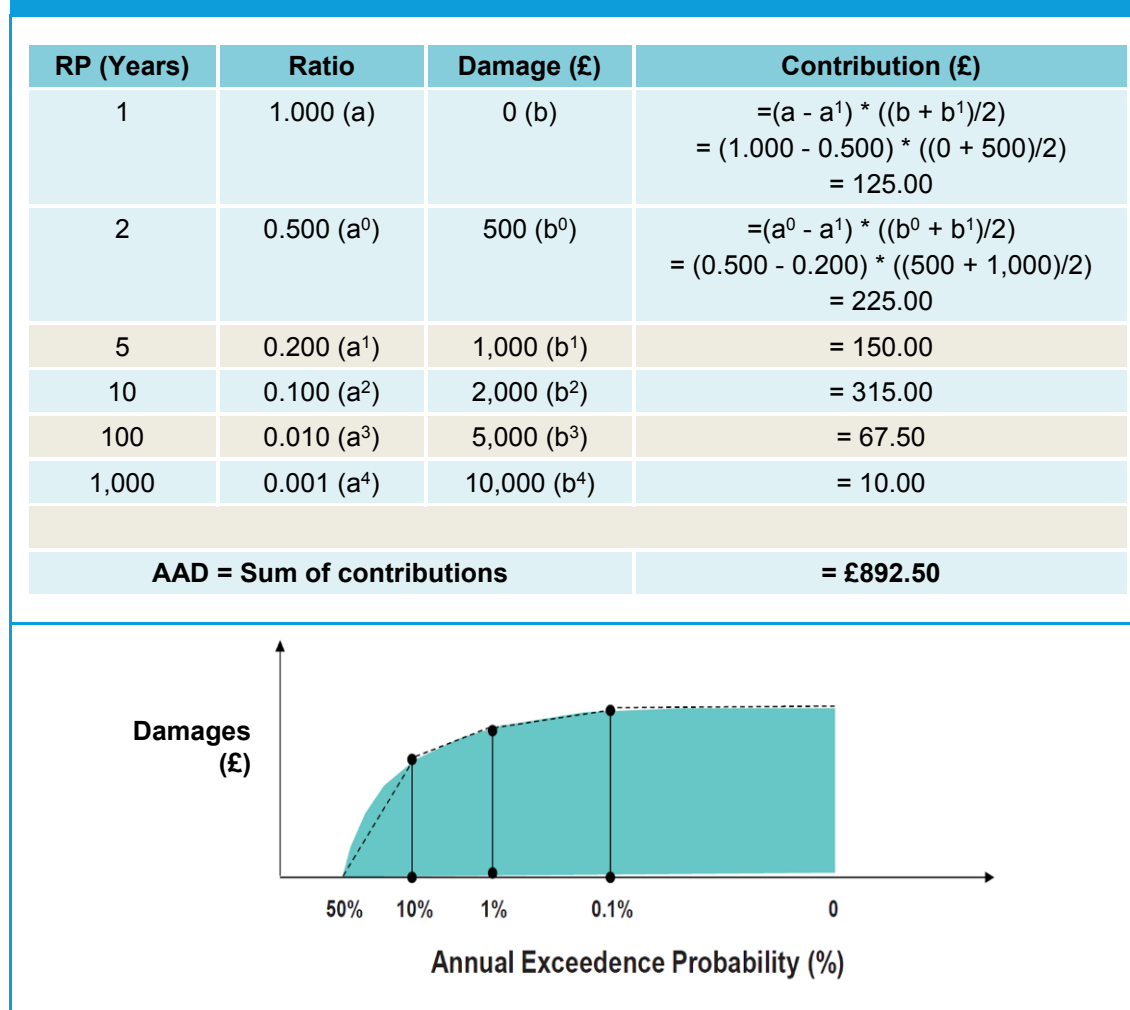 RP (Years) Ratio Damage (£) Contribution (£)
1 1.000 (a) 0 (b) =(a - a¹) * ((b + b¹)/2)
= (1.000 - 0.500) * ((0 + 500)/2)
= 125.00
2 0.500 (a⁰) 500 (b⁰) =(a⁰ - a¹) * ((b⁰ + b¹)/2)
= (0.500 - 0.200) * ((500 + 1,000)/2)
= 225.00
5 0.200 (a¹) 1,000 (b¹) = 150.00
10 0.100 (a²) 2,000 (b²) = 315.00
100 0.010 (a³) 5,000 (b³) = 67.50
1,000 0.001 (a⁴) 10,000 (b⁴) = 10.00
AAD = Sum of contributions = £892.50
Damages
(£)
50% 10% 1% 0.1% 0
Annual Exceedence Probability (%)